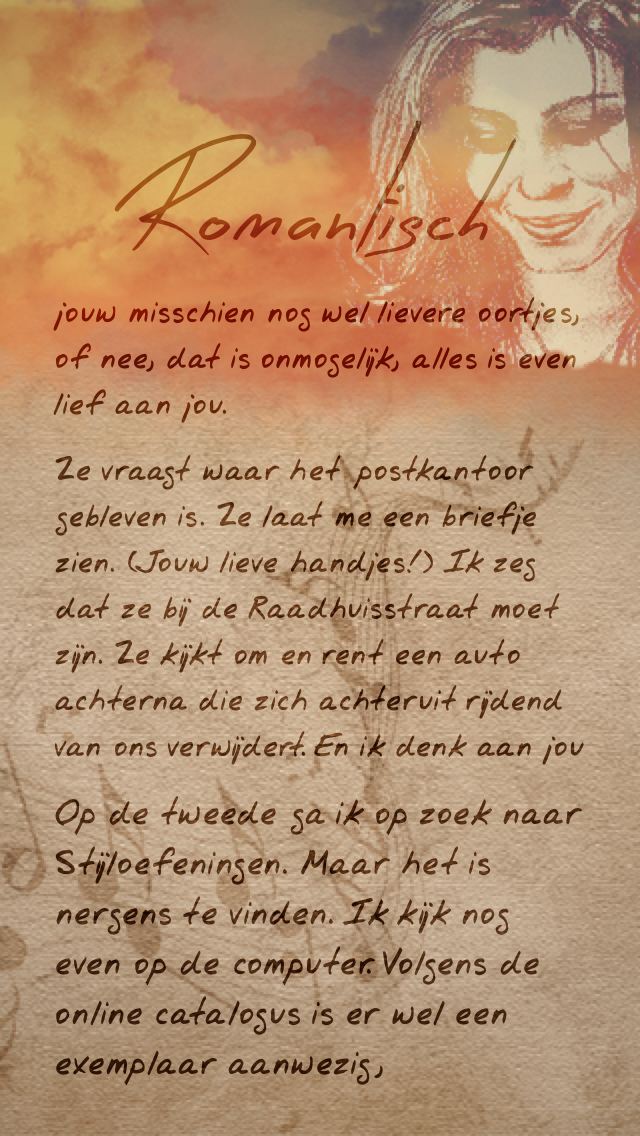 Romantisch
jouw misschien nog wel lievere oortjes,
of nee, dat is onmogelijk, alles is even
lief aan jou.
Ze vraagt waar het postkantoor
gebleven is. Ze laat me een briefje
zien. (Jouw lieve handjes!) Ik zeg
dat ze bij de Raadhuisstraat moet
zijn. Ze kijkt om en rent een auto
achterna die zich achteruit rijdend
van ons verwijdert. En ik denk aan jou
Op de tweede ga ik op zoek naar
Stijloefeningen. Maar het is
nergens te vinden. Ik kijk nog
even op de computer. Volgens de
online catalogus is er wel een
exemplaar aanwezig,